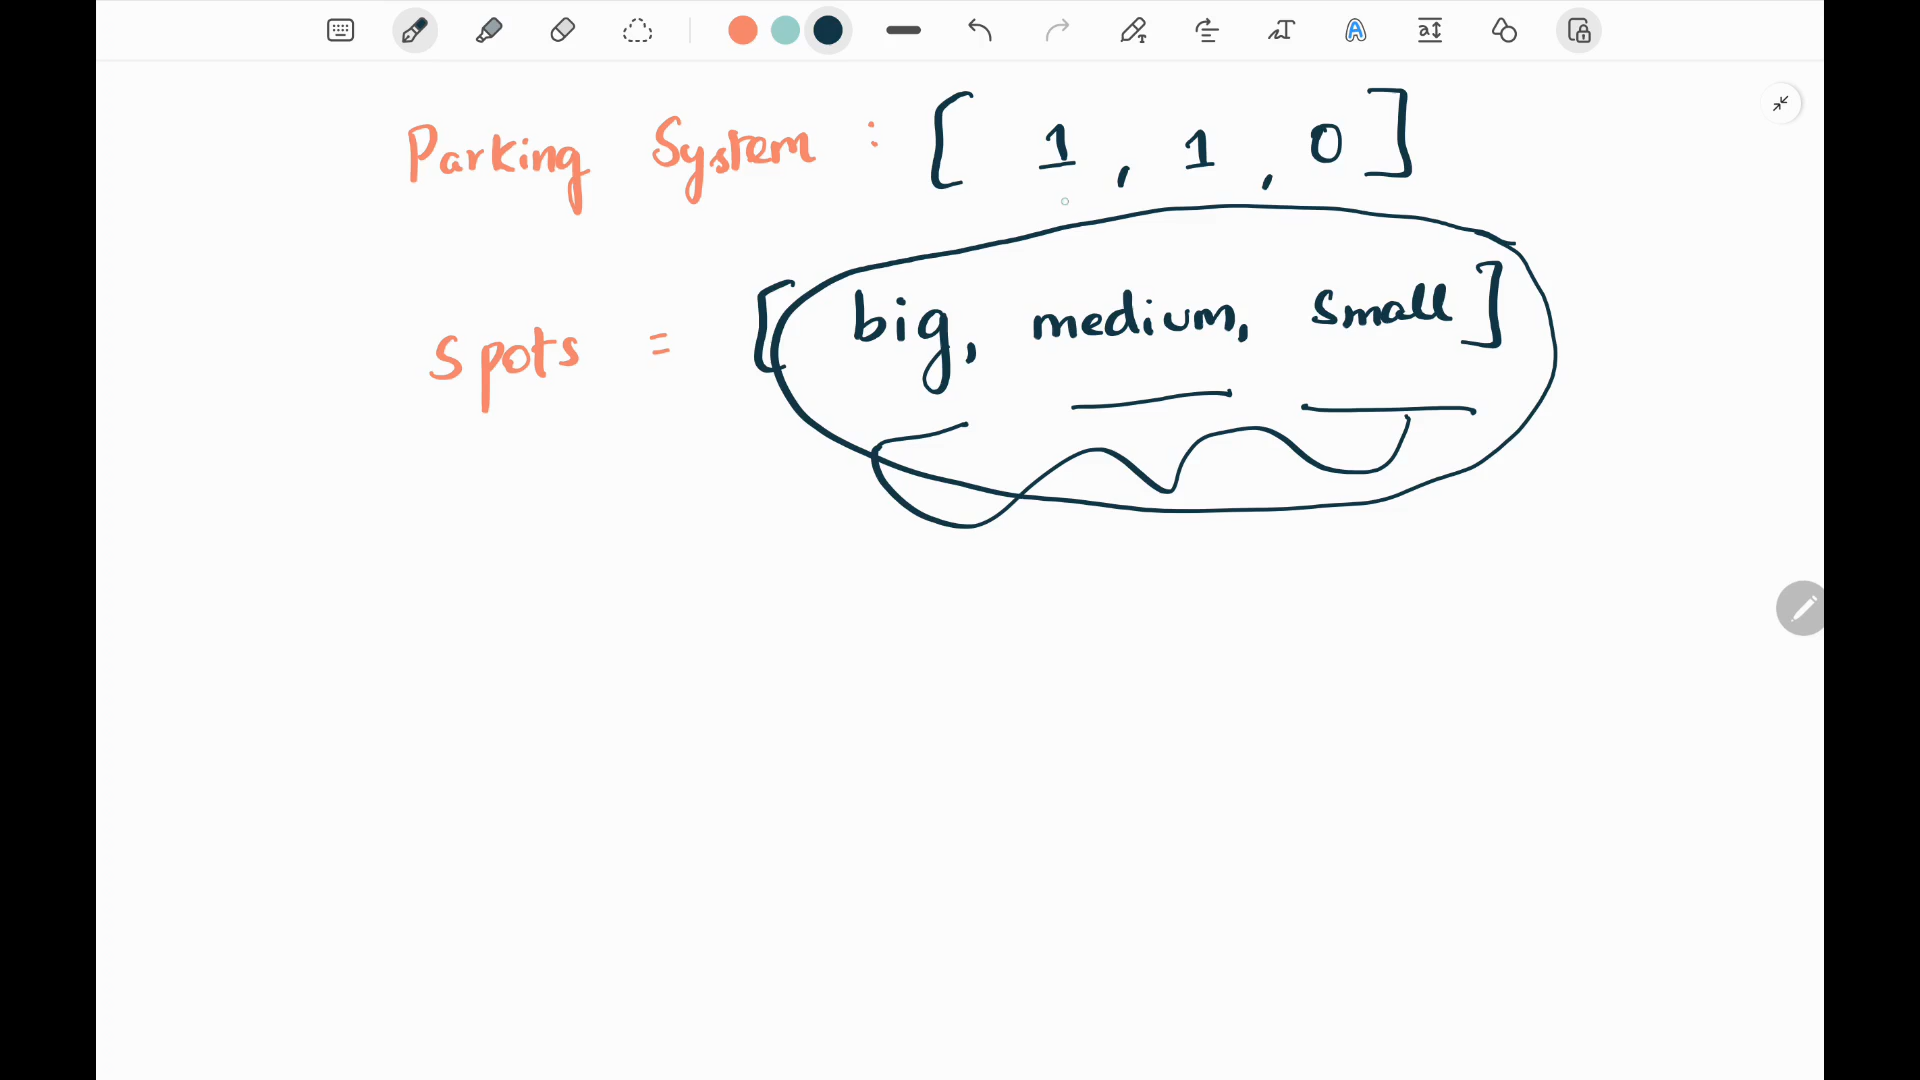 Parking System : [ 1 , 1 , 0 ]
Spots = [ big, medium, small ]